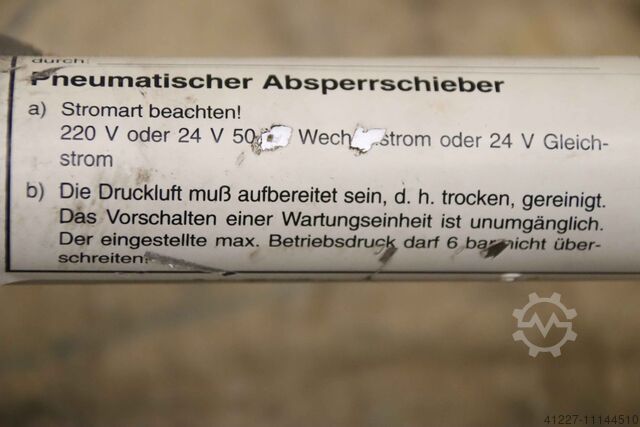 durch:
Pneumatischer Absperrschieber
a) Stromart beachten!
220 V oder 24 V 50 strom oder 24 V Gleich-
strom
b) Die Druckluft muß aufbereitet sein, d. h. trocken, gereinigt.
Das Vorschalten einer Wartungseinheit ist unumgänglich.
Der eingestellte max. Betriebsdruck darf 6 bar nicht über-
schreiten.
41227-11144510